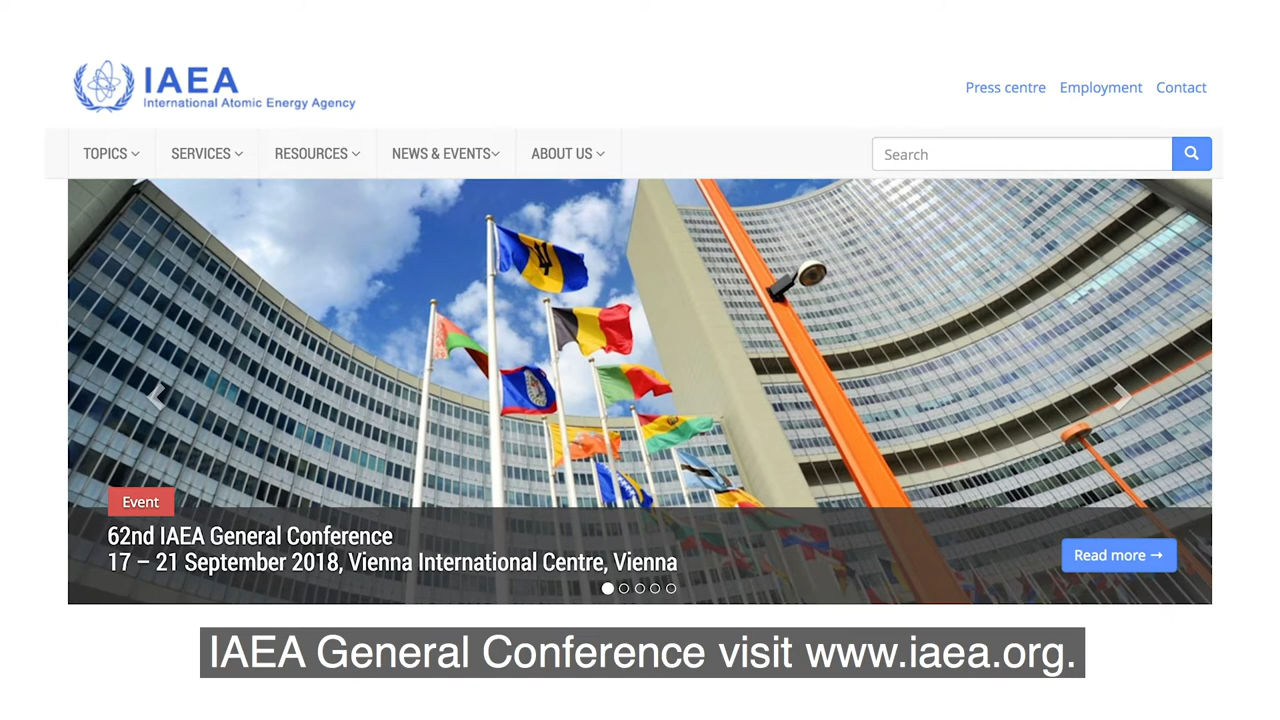 IAEA
International Atomic Energy Agency
Press centre Employment Contact
TOPICS SERVICES RESOURCES NEWS & EVENTS ABOUT US
Search
Event
62nd IAEA General Conference
17 – 21 September 2018, Vienna International Centre, Vienna
Read more →
IAEA General Conference visit www.iaea.org.